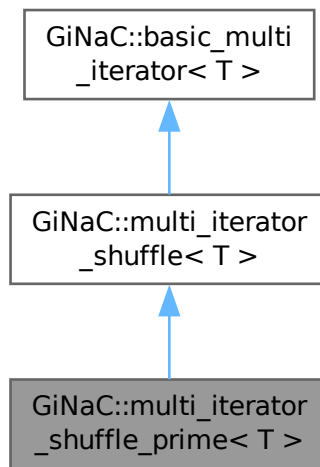 GiNaC::basic_multi
_iterator< T >
GiNaC::multi_iterator
_shuffle< T >
GiNaC::multi_iterator
_shuffle_prime< T >